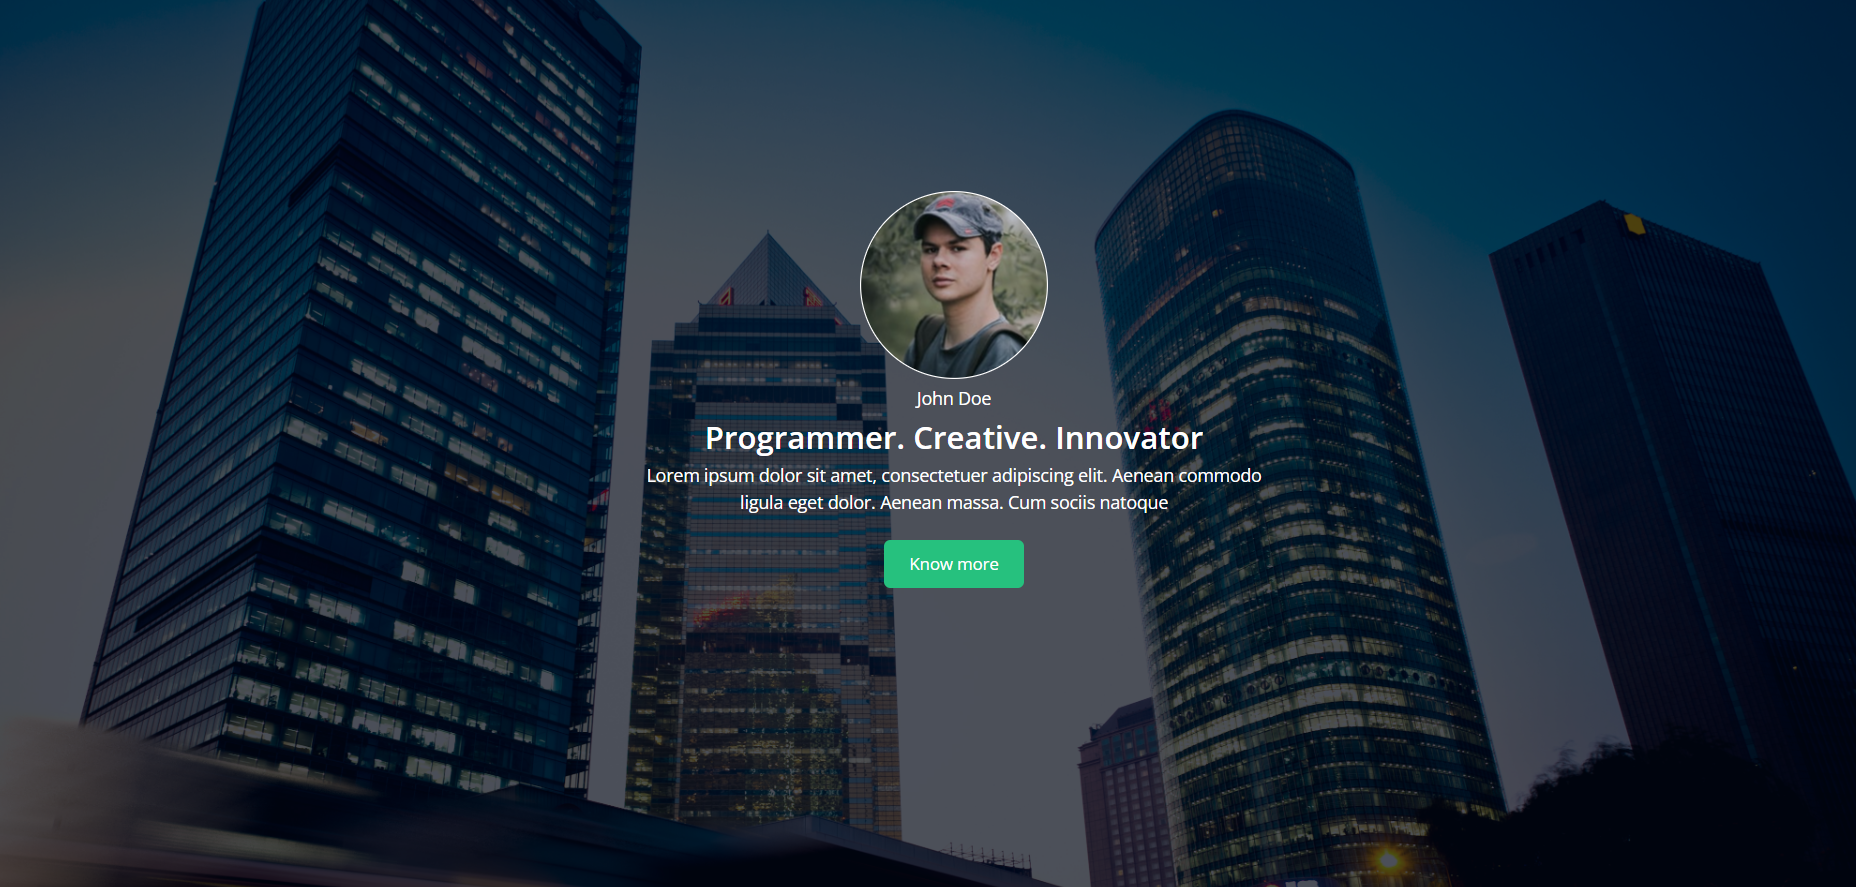 John Doe
Programmer. Creative. Innovator
Lorem ipsum dolor sit amet, consectetuer adipiscing elit. Aenean commodo
ligula eget dolor. Aenean massa. Cum sociis natoque
Know more